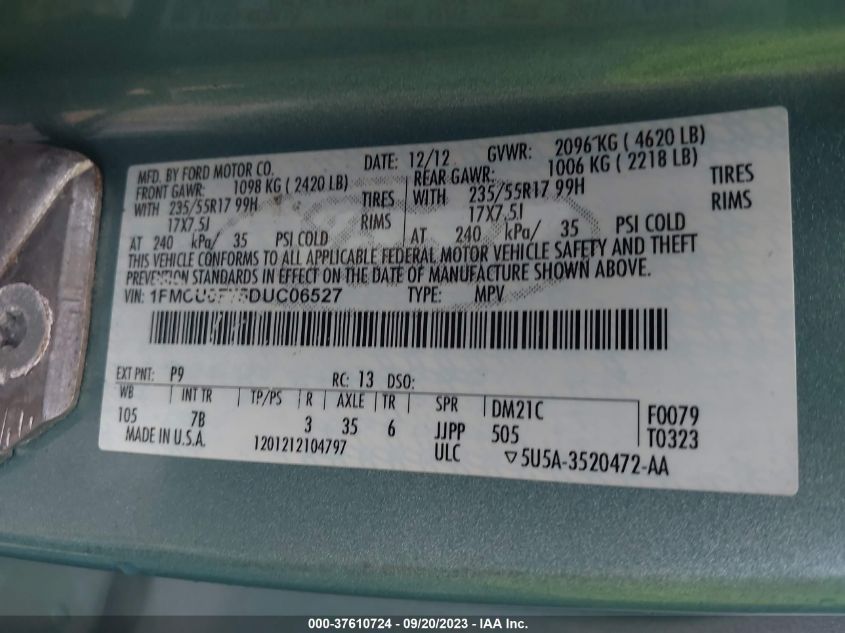 MFD. BY FORD MOTOR CO. DATE: 12/12 GVWR: 2096 KG ( 4620 LB)
FRONT GAWR: 1098 KG ( 2420 LB) REAR GAWR: 1006 KG ( 2218 LB)
WITH 235/55R17 99H TIRES WITH 235/55R17 99H TIRES
17X7.5J RIMS 17X7.5J RIMS
AT 240 kPa/ 35 PSI COLD AT 240 kPa/ 35 PSI COLD
THIS VEHICLE CONFORMS TO ALL APPLICABLE FEDERAL MOTOR VEHICLE SAFETY AND THEFT
PREVENTION STANDARDS IN EFFECT ON THE DATE OF MANUFACTURE SHOWN ABOVE.
VIN: TYPE: MPV
EXT PNT: P9 RC: 13 DSO:
WB INT TR TP/PS R AXLE TR SPR DM21C F0079
105 7B 3 35 6 JJPP 505 T0323
MADE IN U.S.A. 1201212104797 ULC ▽5U5A-3520472-AA
000-37610724 - 09/20/2023 - IAA Inc.